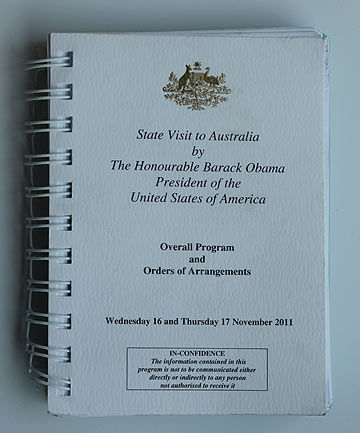 State Visit to Australia
by
The Honourable Barack Obama
President of the
United States of America
Overall Program
and
Orders of Arrangements
Wednesday 16 and Thursday 17 November 2011
IN-CONFIDENCE
The information contained in this
program is not to be communicated either
directly or indirectly to any person
not authorised to receive it